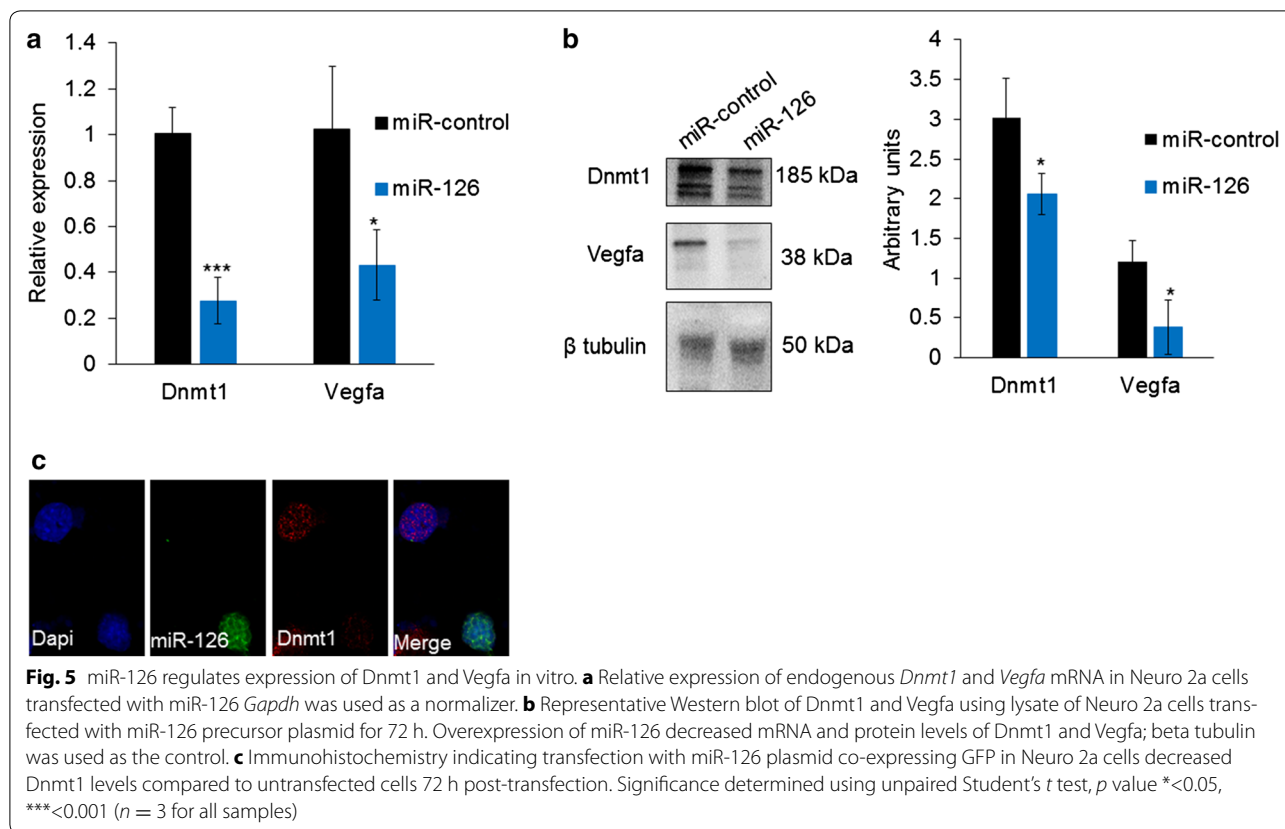 a
1.4
1.2
1
0.8
0.6
0.4
0.2
0
Relative expression
miR-control
miR-126
***
*
Dnmt1
Vegfa
b
miR-control
miR-126
Dnmt1
185 kDa
Vegfa
38 kDa
β tubulin
50 kDa
4
3.5
3
2.5
2
1.5
1
0.5
0
Arbitrary units
miR-control
miR-126
*
*
Dnmt1
Vegfa
c
Dapi
miR-126
Dnmt1
Merge
Fig. 5 miR-126 regulates expression of Dnmt1 and Vegfa in vitro. a Relative expression of endogenous Dnmt1 and Vegfa mRNA in Neuro 2a cells
transfected with miR-126 Gapdh was used as a normalizer. b Representative Western blot of Dnmt1 and Vegfa using lysate of Neuro 2a cells trans-
fected with miR-126 precursor plasmid for 72 h. Overexpression of miR-126 decreased mRNA and protein levels of Dnmt1 and Vegfa; beta tubulin
was used as the control. c Immunohistochemistry indicating transfection with miR-126 plasmid co-expressing GFP in Neuro 2a cells decreased
Dnmt1 levels compared to untransfected cells 72 h post-transfection. Significance determined using unpaired Student's t test, p value *<0.05,
***<0.001 (n = 3 for all samples)